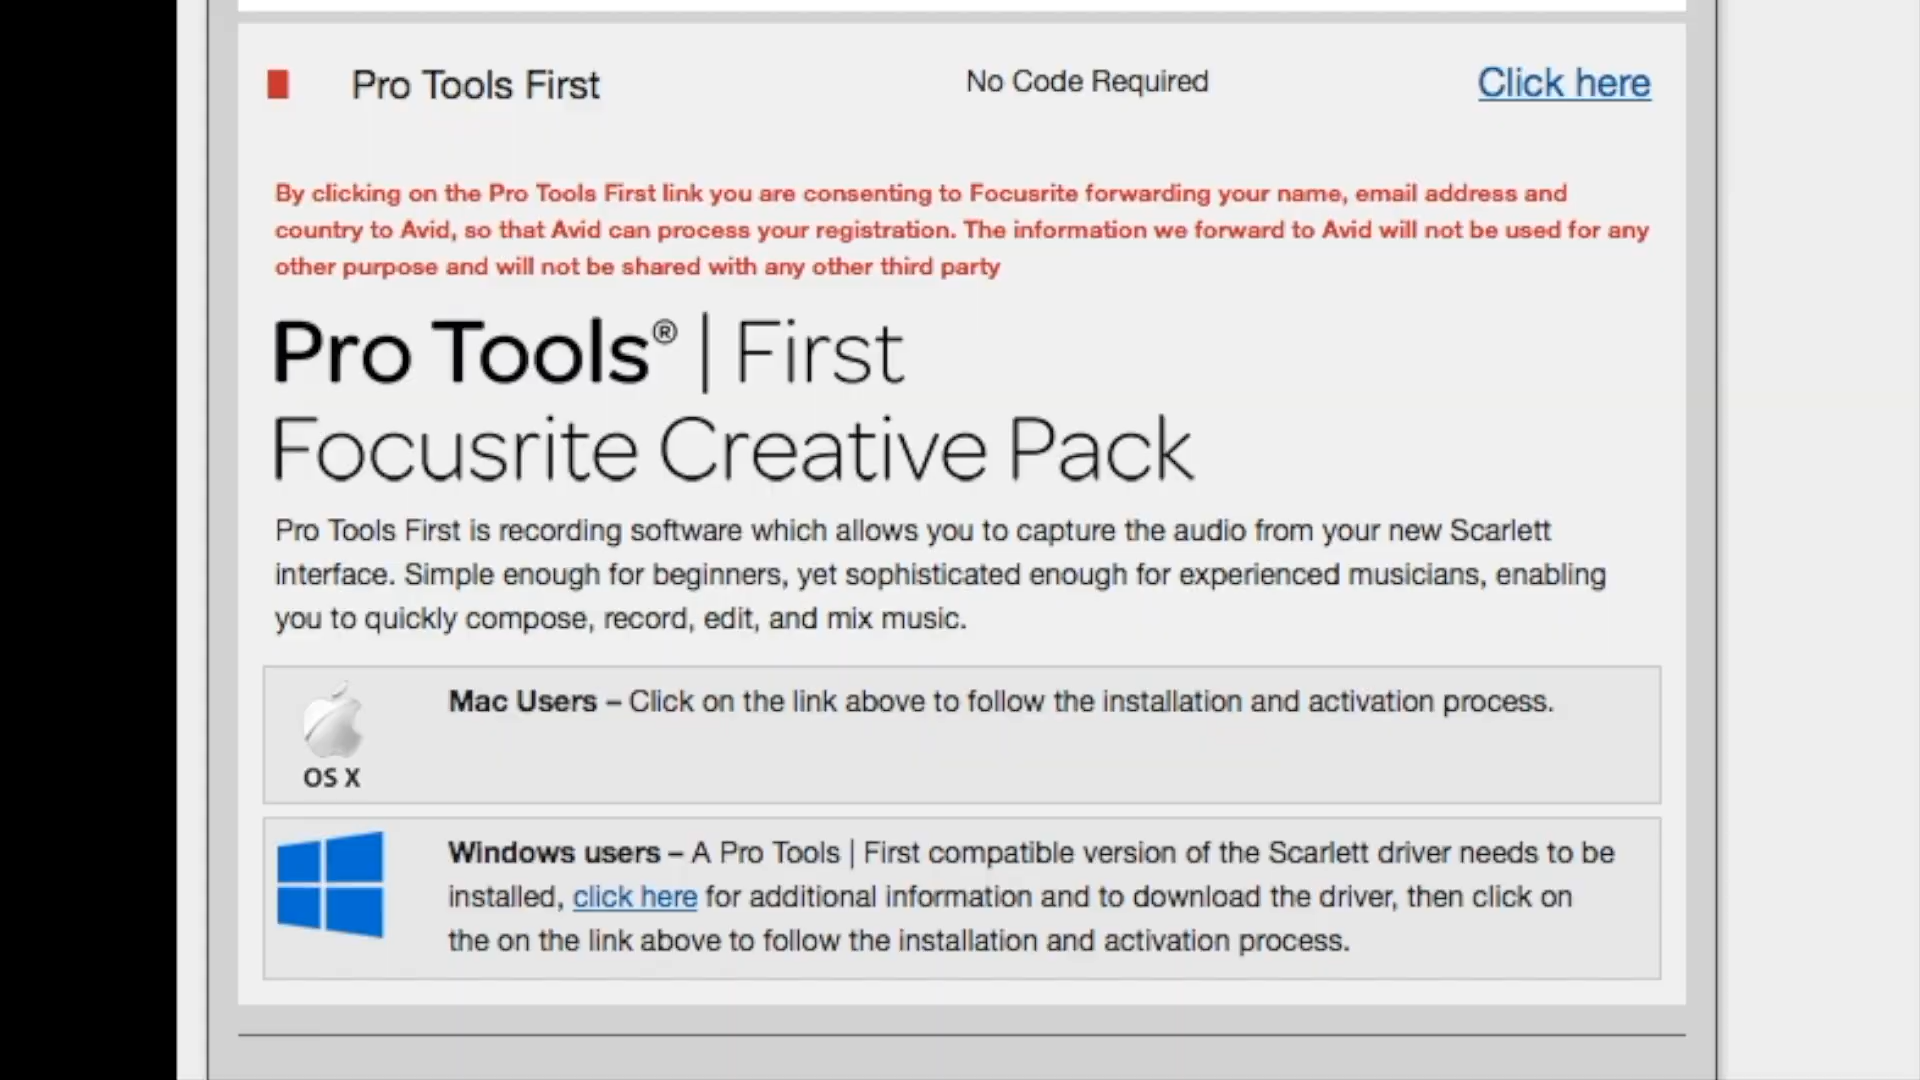 Pro Tools First No Code Required Click here
By clicking on the Pro Tools First link you are consenting to Focusrite forwarding your name, email address and
country to Avid, so that Avid can process your registration. The information we forward to Avid will not be used for any
other purpose and will not be shared with any other third party
Pro Tools® | First
Focusrite Creative Pack
Pro Tools First is recording software which allows you to capture the audio from your new Scarlett
interface. Simple enough for beginners, yet sophisticated enough for experienced musicians, enabling
you to quickly compose, record, edit, and mix music.
Mac Users – Click on the link above to follow the installation and activation process.
OS X
Windows users – A Pro Tools | First compatible version of the Scarlett driver needs to be
installed, click here for additional information and to download the driver, then click on
the on the link above to follow the installation and activation process.